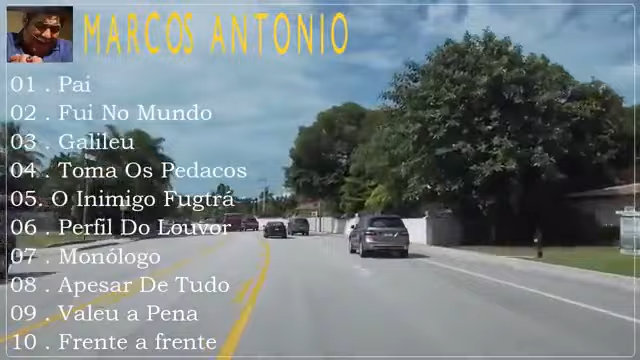 MARCOS ANTONIO
01 . Pai
02 . Fui No Mundo
03 . Galileu
04 . Toma Os Pedacos
05. O Inimigo Fugtrá
06 . Perfil Do Louvor
07 . Monólogo
08 . Apesar De Tudo
09 . Valeu a Pena
10 . Frente a frente